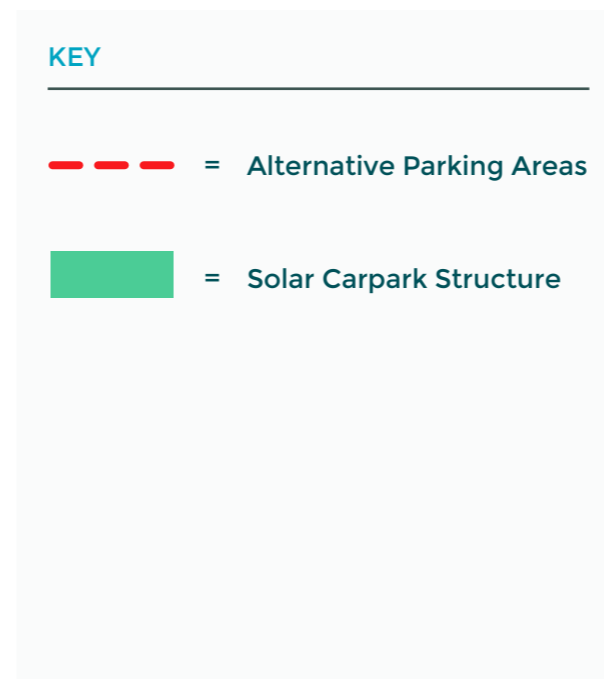 KEY
= Alternative Parking Areas
= Solar Carpark Structure